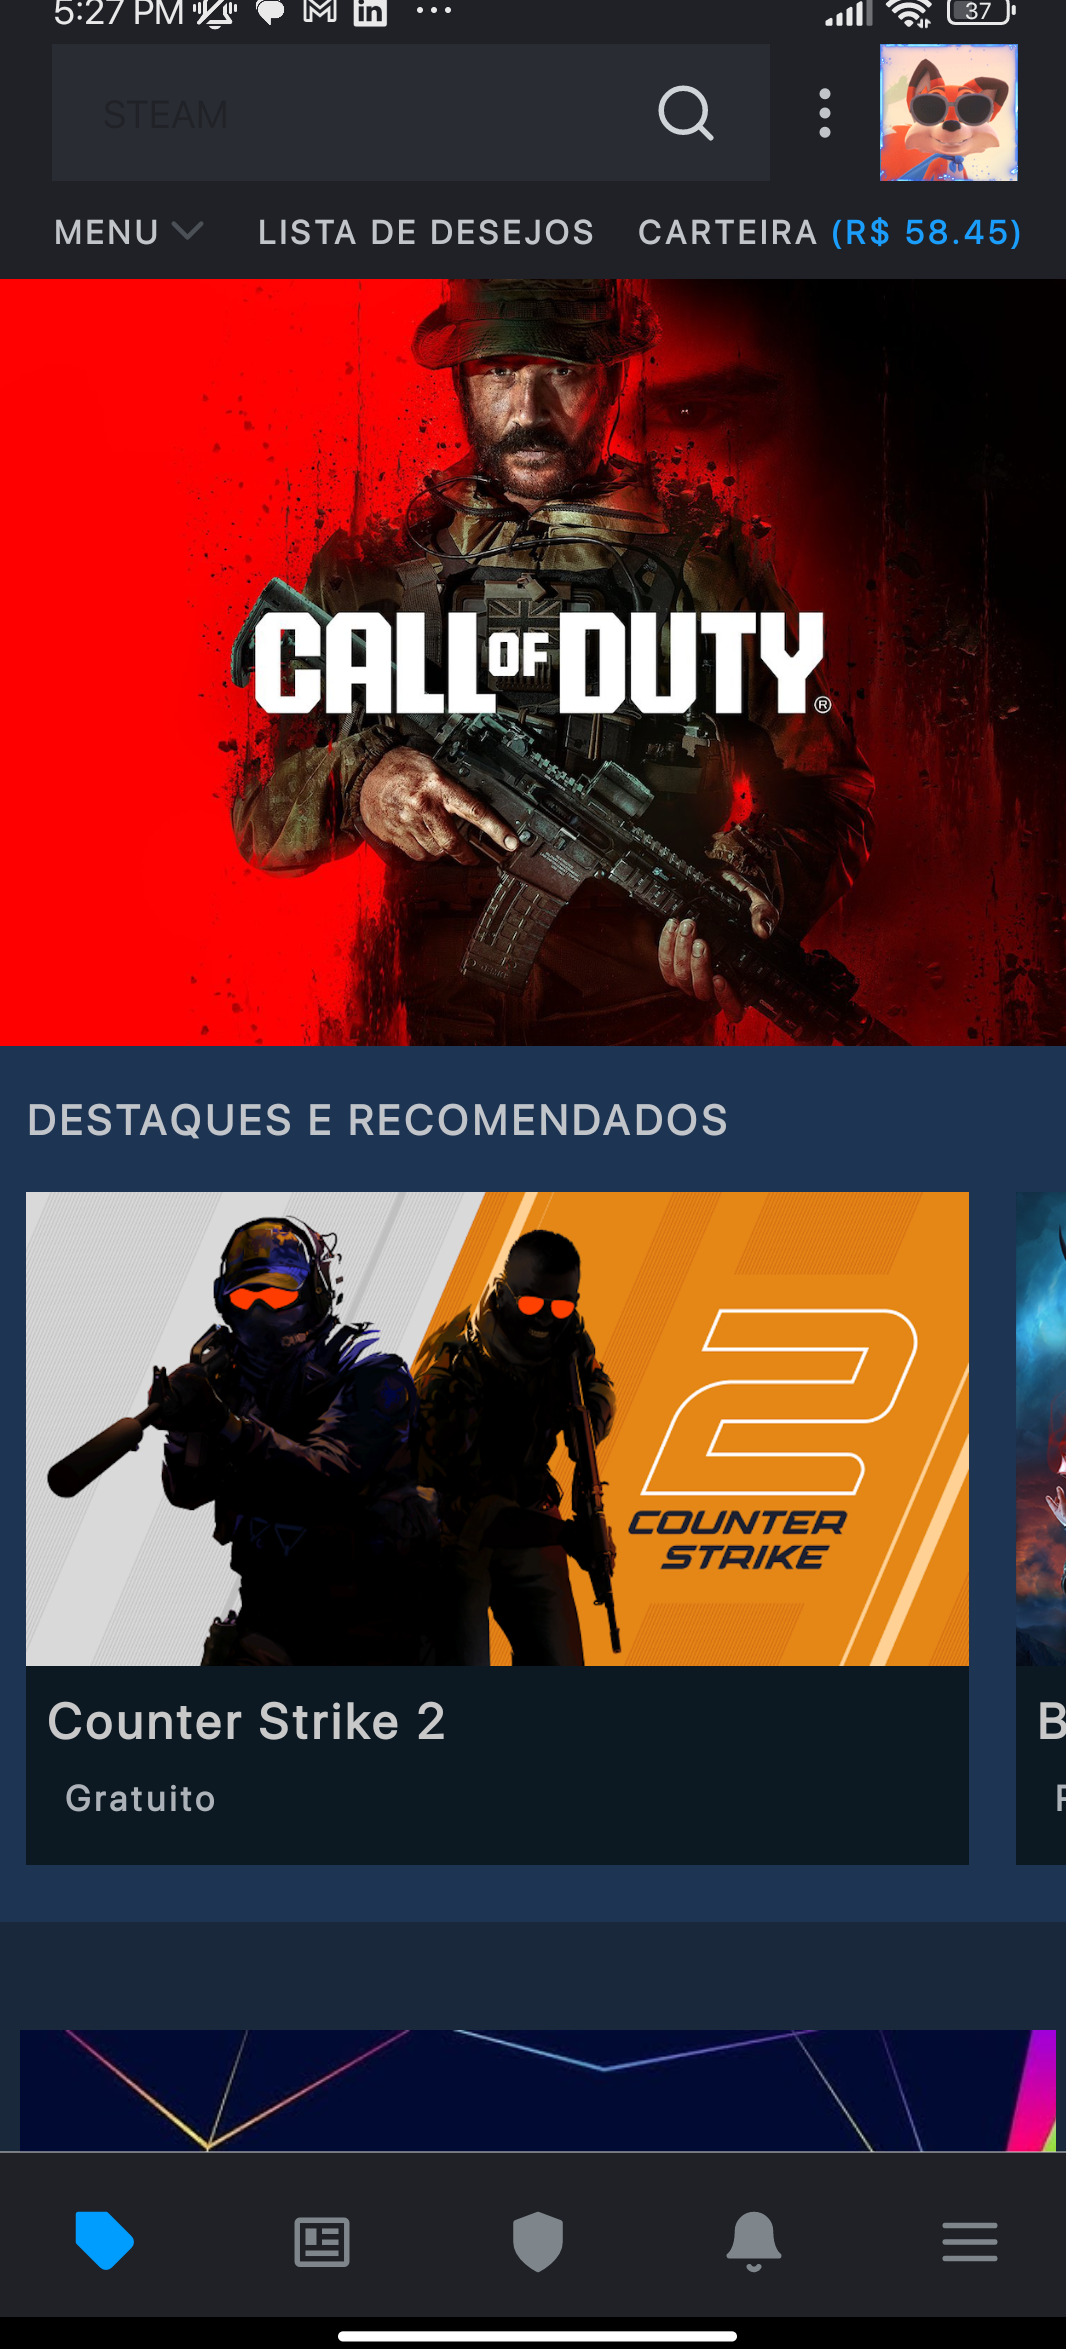 5:27 PM
37
STEAM
MENU LISTA DE DESEJOS CARTEIRA (R$ 58.45)
CALL OF DUTY®
DESTAQUES E RECOMENDADOS
2
COUNTER
STRIKE
Counter Strike 2
B
Gratuito